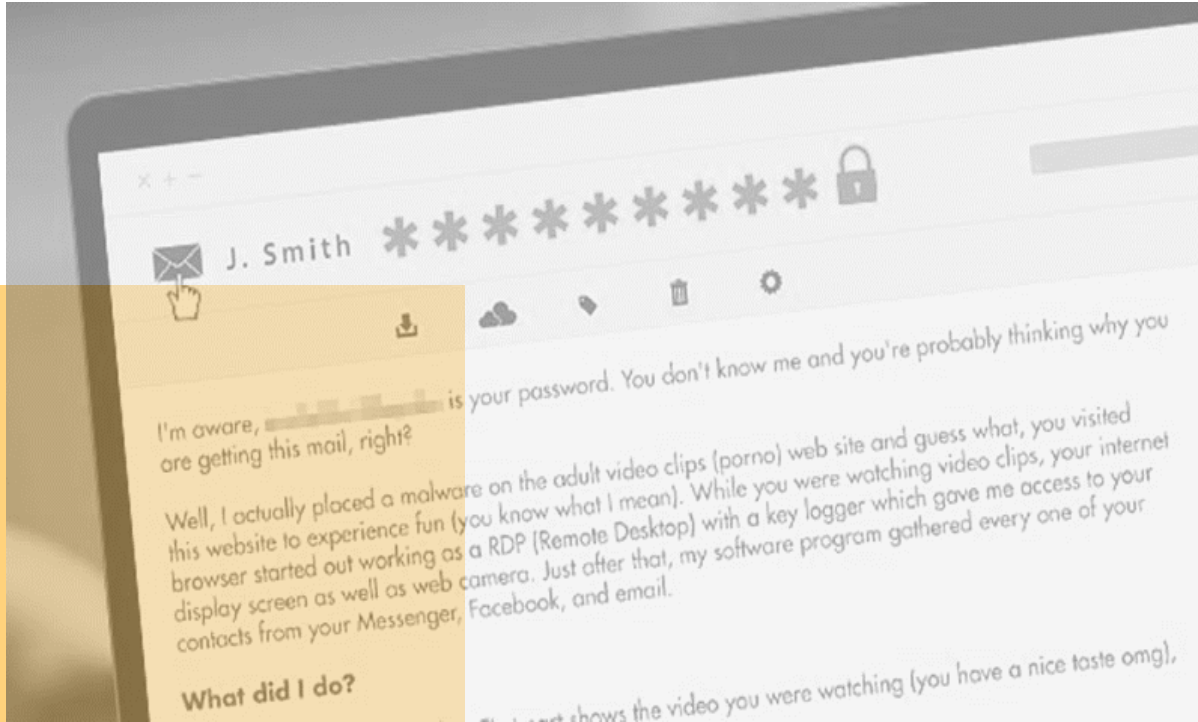 J. Smith *********
I'm aware, is your password. You don't know me and you're probably thinking why you
are getting this mail, right?
Well, I actually placed a malware on the adult video clips (porno) web site and guess what, you visited
this website to experience fun (you know what I mean). While you were watching video clips, your internet
browser started out working as a RDP (Remote Desktop) with a key logger which gave me access to your
display screen as well as web camera. Just after that, my software program gathered every one of your
contacts from your Messenger, Facebook, and email.
What did I do?
shows the video you were watching (you have a nice taste omg),